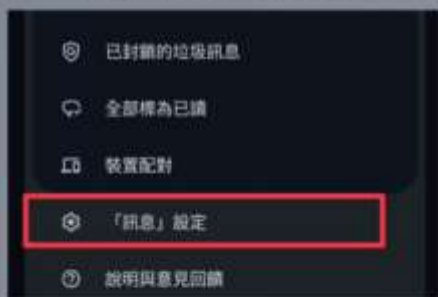 已封鎖的垃圾訊息
全部標為已讀
裝置配對
「訊息」設定
說明與意見回饋